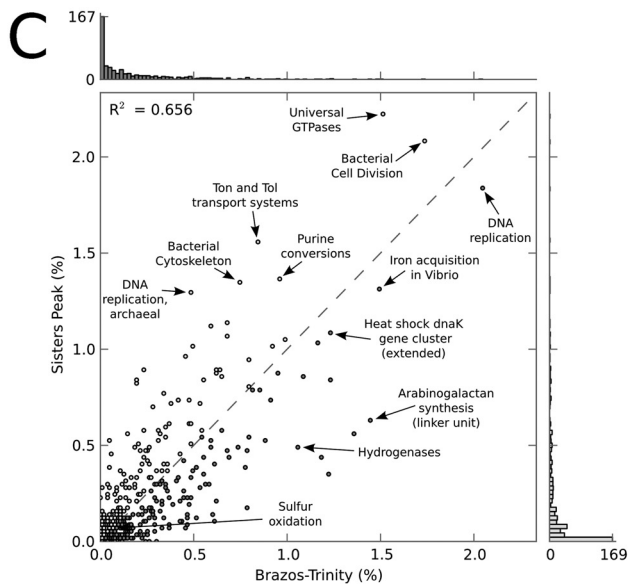 C
167
0
R² = 0.656
Universal
GTPases
Bacterial
Cell Division
Ton and Tol
transport systems
DNA
replication
Bacterial
Cytoskeleton
Purine
conversions
Iron acquisition
in Vibrio
DNA
replication,
archaeal
Heat shock dnaK
gene cluster
(extended)
Arabinogalactan
synthesis
(linker unit)
Hydrogenases
Sulfur
oxidation
Sisters Peak (%)
2.0
1.5
1.0
0.5
0.0
0.0
0.5
1.0
1.5
2.0
Brazos-Trinity (%)
0
169